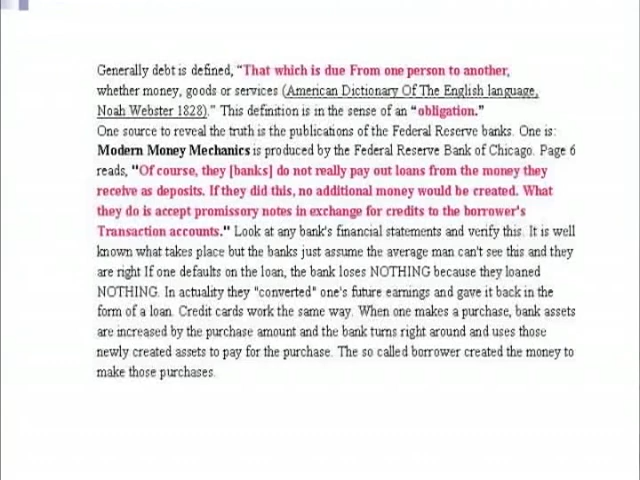 Generally debt is defined, "That which is due From one person to another,
whether money, goods or services (American Dictionary Of The English language,
Noah Webster 1828)." This definition is in the sense of an "obligation."
One source to reveal the truth is the publications of the Federal Reserve banks. One is:
Modern Money Mechanics is produced by the Federal Reserve Bank of Chicago. Page 6
reads, "Of course, they [banks] do not really pay out loans from the money they
receive as deposits. If they did this, no additional money would be created. What
they do is accept promissory notes in exchange for credits to the borrower's
Transaction accounts." Look at any bank's financial statements and verify this. It is well
known what takes place but the banks just assume the average man can't see this and they
are right If one defaults on the loan, the bank loses NOTHING because they loaned
NOTHING. In actuality they "converted" one's future earnings and gave it back in the
form of a loan. Credit cards work the same way. When one makes a purchase, bank assets
are increased by the purchase amount and the bank turns right around and uses those
newly created assets to pay for the purchase. The so called borrower created the money to
make those purchases.